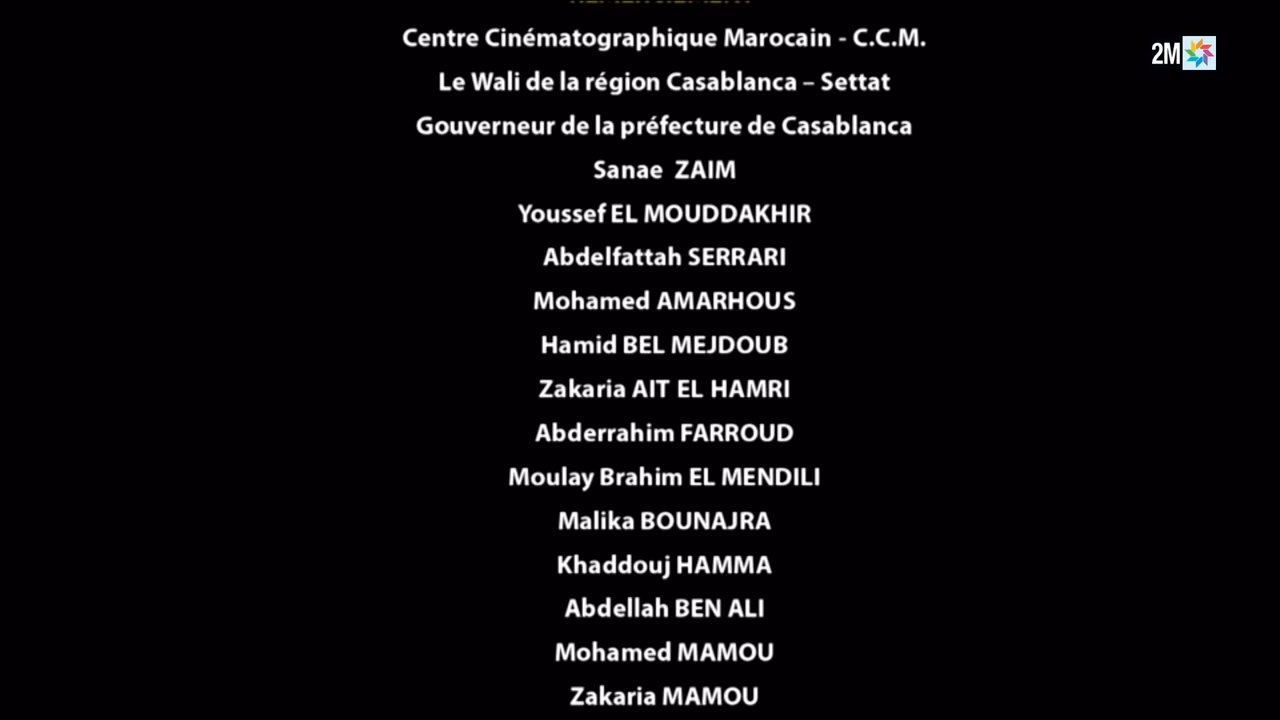 Centre Cinématographique Marocain - C.C.M.
2M
Le Wali de la région Casablanca – Settat
Gouverneur de la préfecture de Casablanca
Sanae ZAIM
Youssef EL MOUDDAKHIR
Abdelfattah SERRARI
Mohamed AMARHOUS
Hamid BEL MEJDOUB
Zakaria AIT EL HAMRI
Abderrahim FARROUD
Moulay Brahim EL MENDILI
Malika BOUNAJRA
Khaddouj HAMMA
Abdellah BEN ALI
Mohamed MAMOU
Zakaria MAMOU